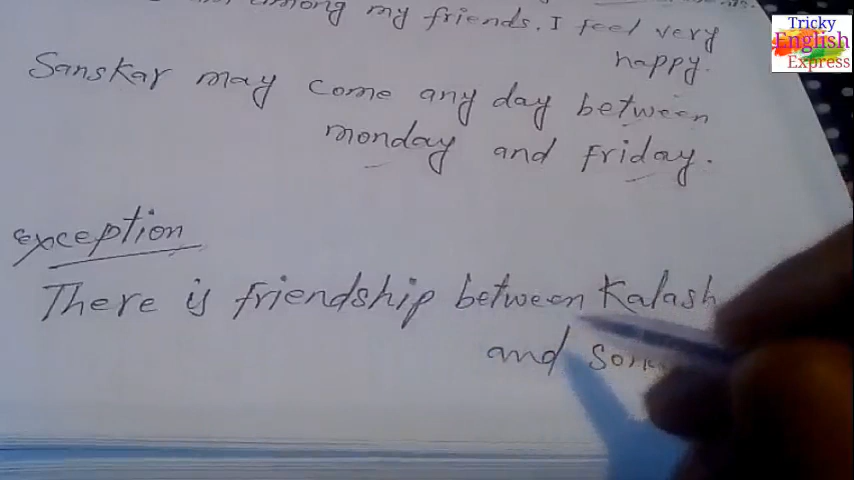 among my friends. I feel very
happy.
Sanskar may come any day between
monday and Friday.
exception
There is friendship between Kalash
and
Tricky
English
Express